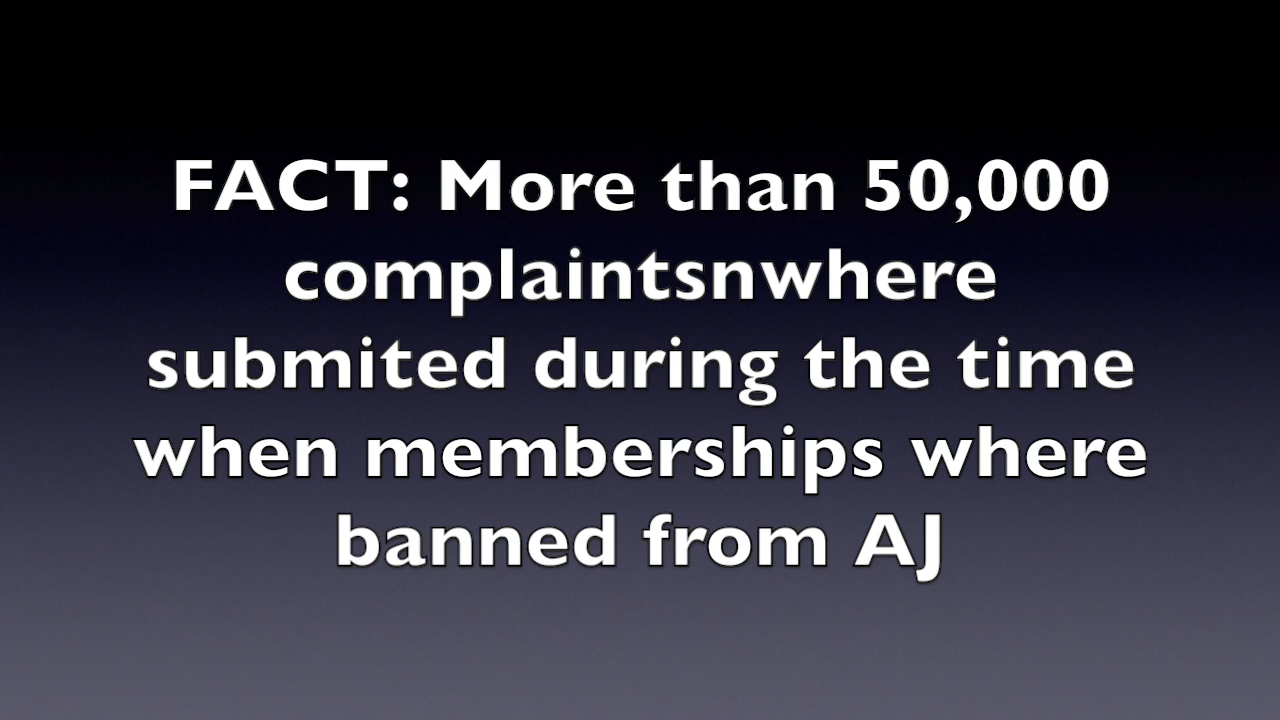 FACT: More than 50,000
complaintsnwhere
submited during the time
when memberships where
banned from AJ